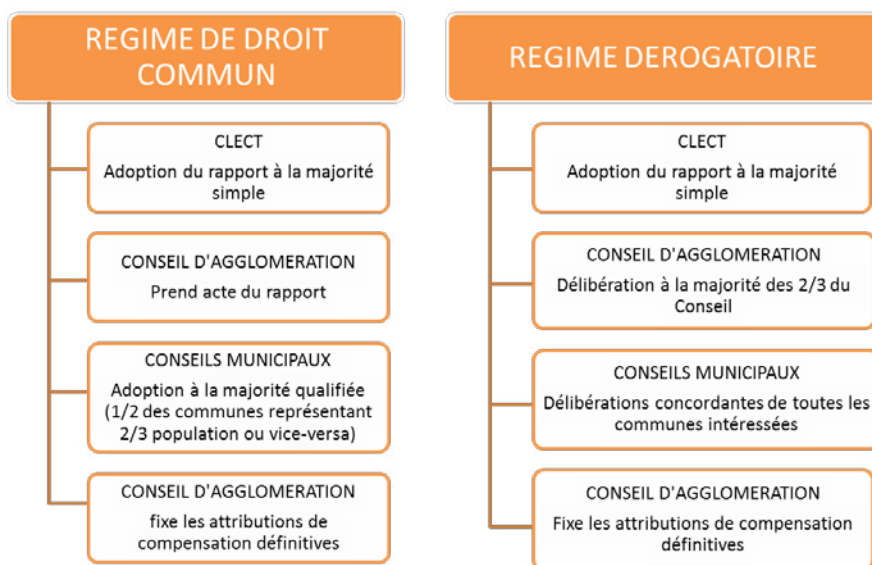 REGIME DE DROIT
COMMUN
CLECT
Adoption du rapport à la majorité
simple
CONSEIL D'AGGLOMERATION
Prend acte du rapport
CONSEILS MUNICIPAUX
Adoption à la majorité qualifiée
(1/2 des communes représentant
2/3 population ou vice-versa)
CONSEIL D'AGGLOMERATION
fixe les attributions de
compensation définitives
REGIME DEROGATOIRE
CLECT
Adoption du rapport à la majorité
simple
CONSEIL D'AGGLOMERATION
Délibération à la majorité des 2/3 du
Conseil
CONSEILS MUNICIPAUX
Délibérations concordantes de toutes les
communes intéressées
CONSEIL D'AGGLOMERATION
Fixe les attributions de compensation
définitives